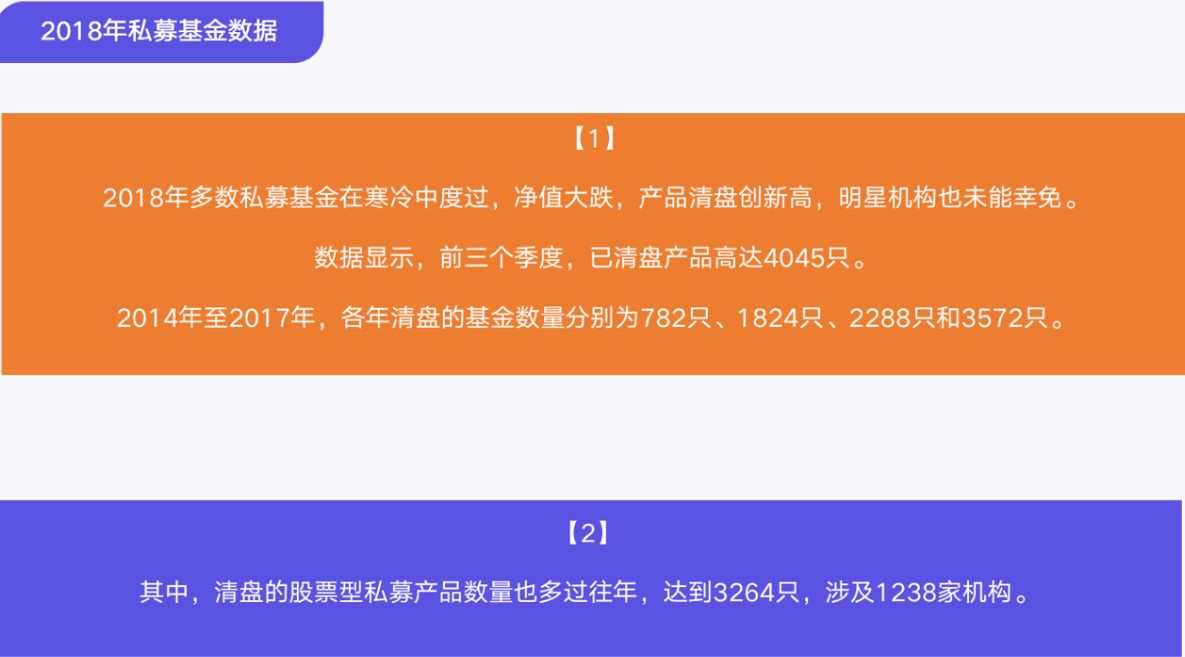 2018年私募基金数据
【1】
2018年多数私募基金在寒冷中度过，净值大跌，产品清盘创新高，明星机构也未能幸免。
数据显示，前三个季度，已清盘产品高达4045只。
2014年至2017年，各年清盘的基金数量分别为782只、1824只、2288只和3572只。
【2】
其中，清盘的股票型私募产品数量也多过往年，达到3264只，涉及1238家机构。